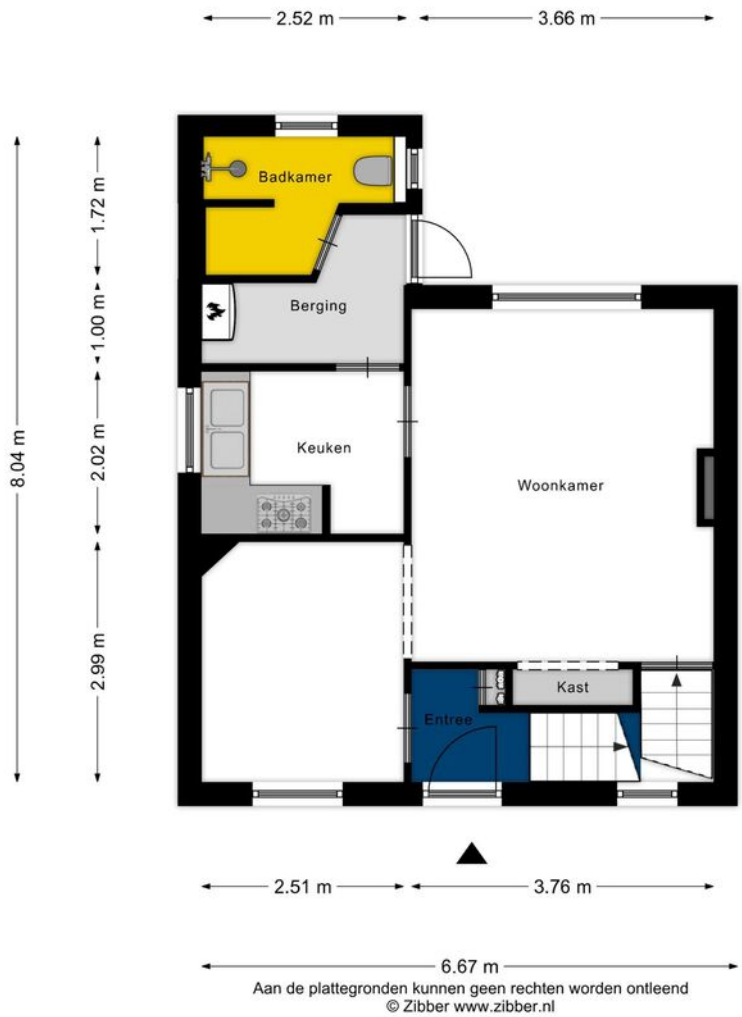 2.52 m
3.66 m
Badkamer
1.72 m
Berging
1.00 m
8.04 m
2.02 m
Keuken
Woonkamer
2.99 m
Kast
Entree
2.51 m
3.76 m
6.67 m
Aan de plattegronden kunnen geen rechten worden ontleend
© Zibber www.zibber.nl